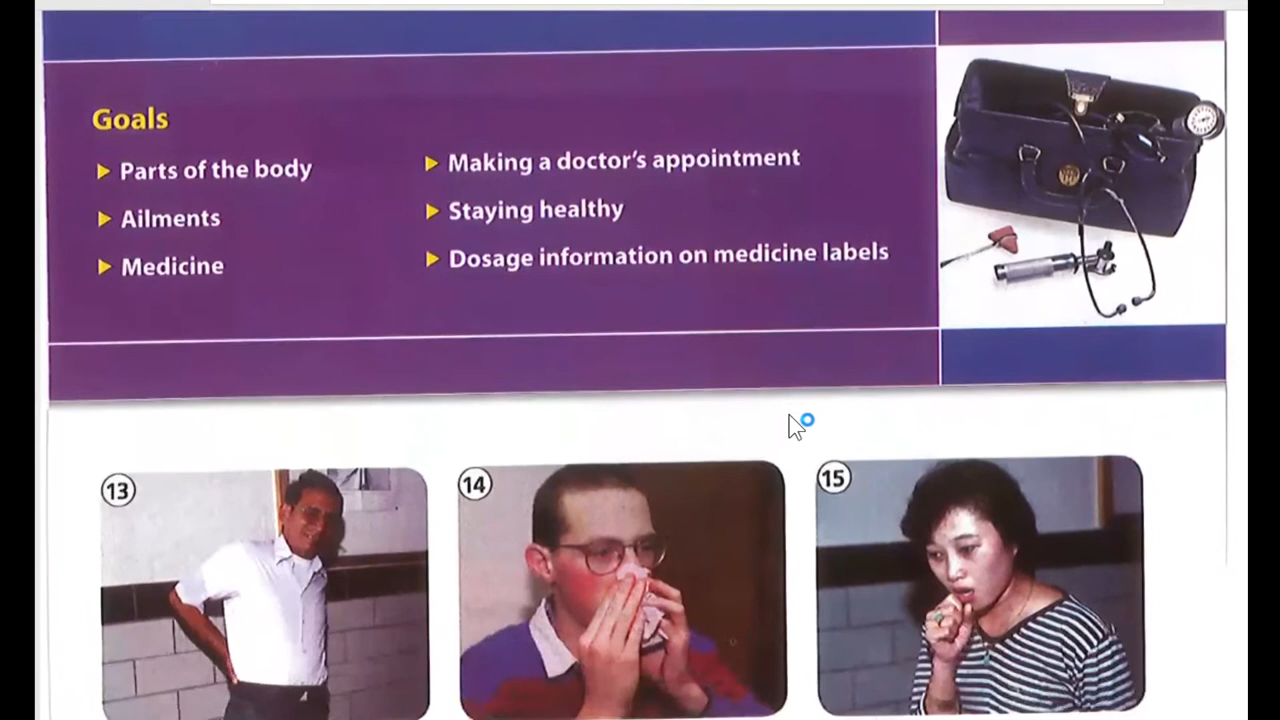 Goals
Parts of the body
Ailments
Medicine
Making a doctor's appointment
Staying healthy
Dosage information on medicine labels
13
14
15